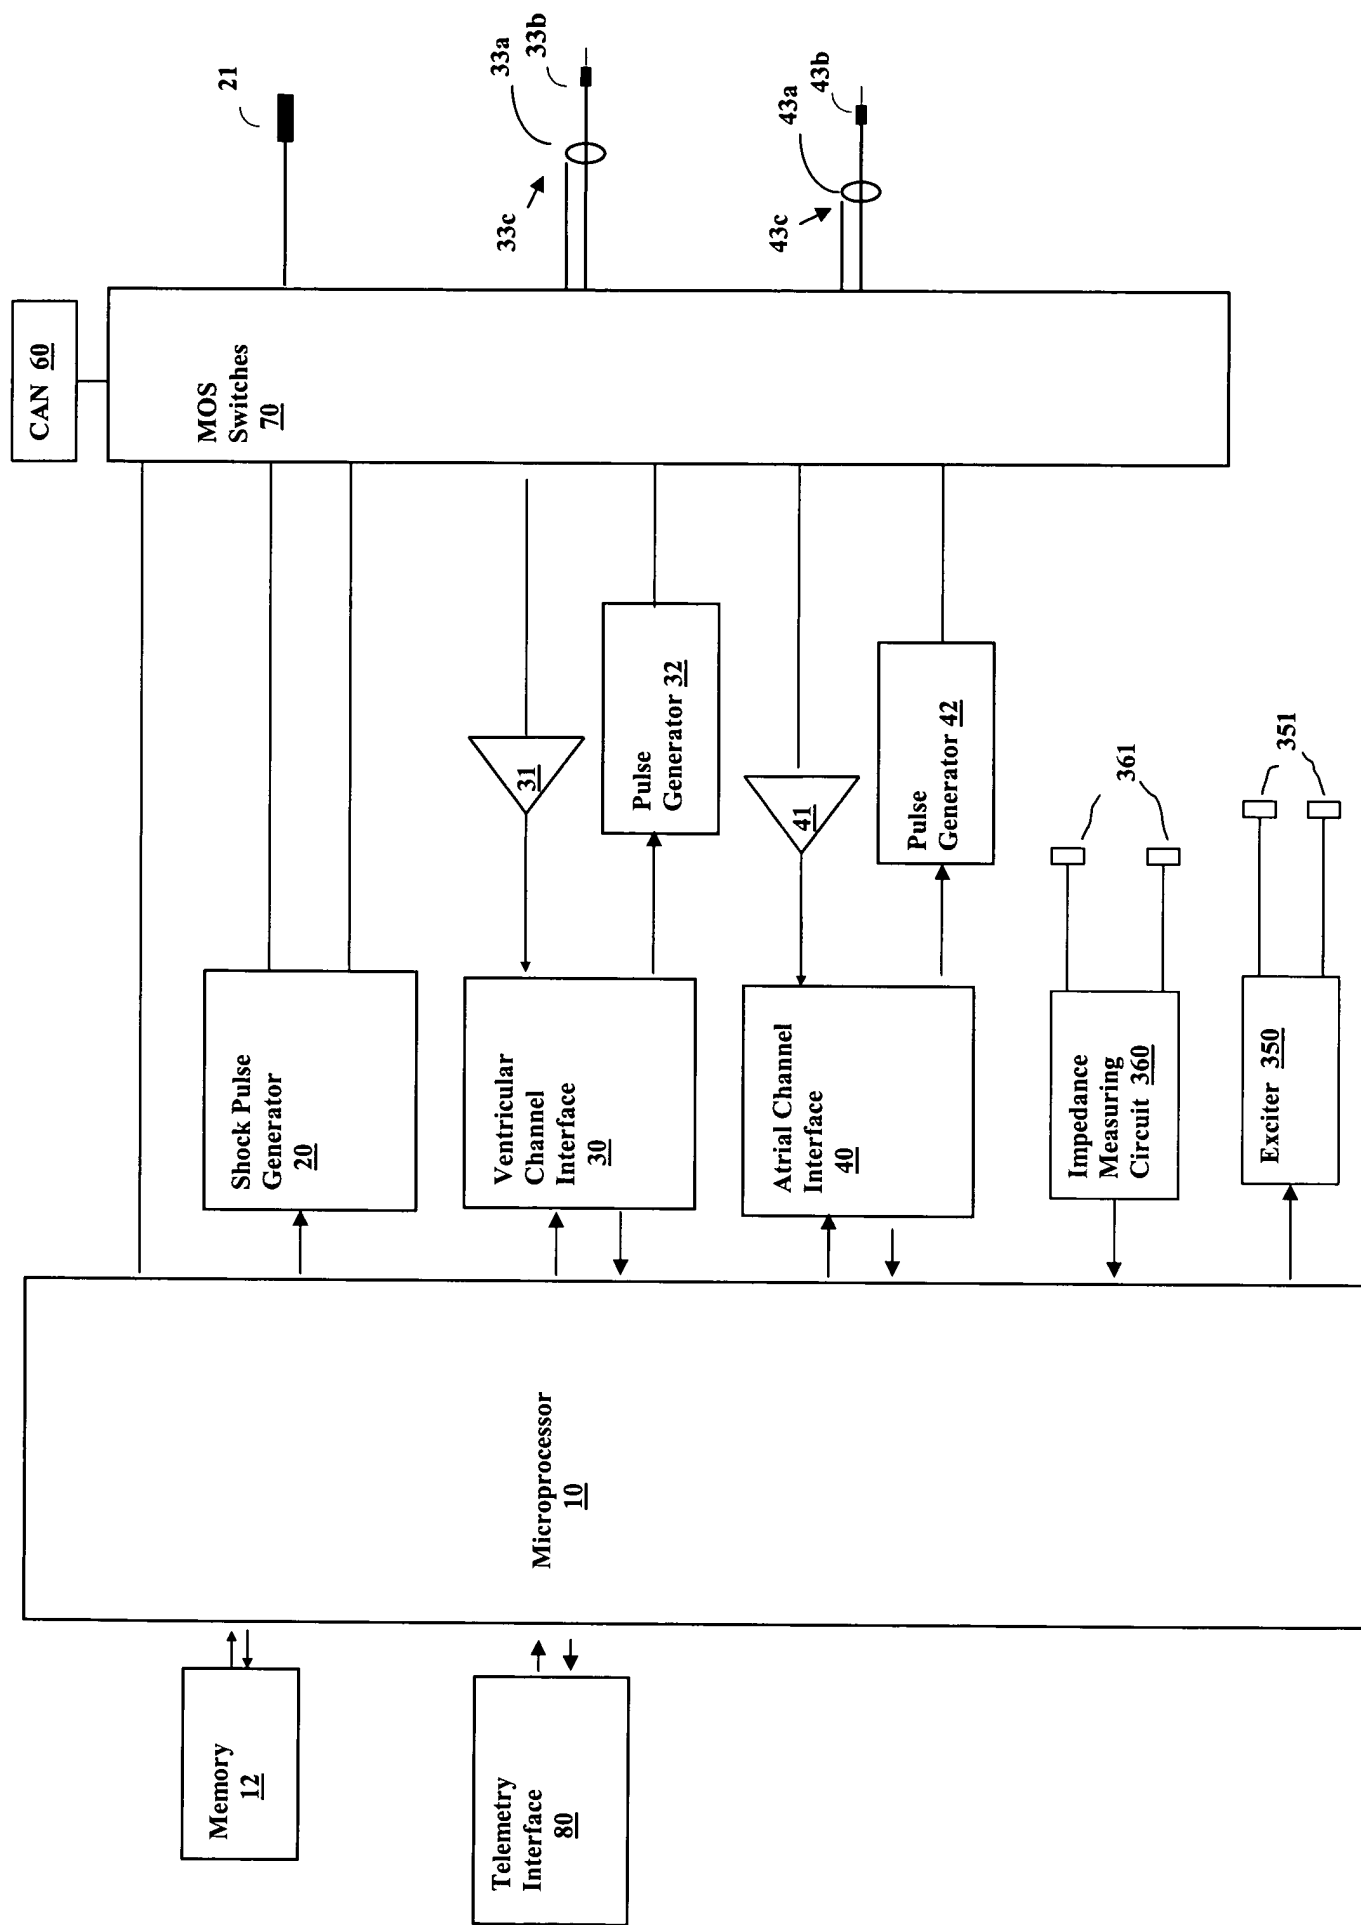 Memory
12
Telemetry
Interface
80
Microprocessor
10
Shock Pulse
Generator
20
Ventricular
Channel
Interface
30
Atrial Channel
Interface
40
Impedance
Measuring
Circuit 360
Exciter 350
31
Pulse
Generator 32
41
Pulse
Generator 42
361
351
MOS
Switches
70
CAN 60
21
33c
33a
33b
43c
43a
43b